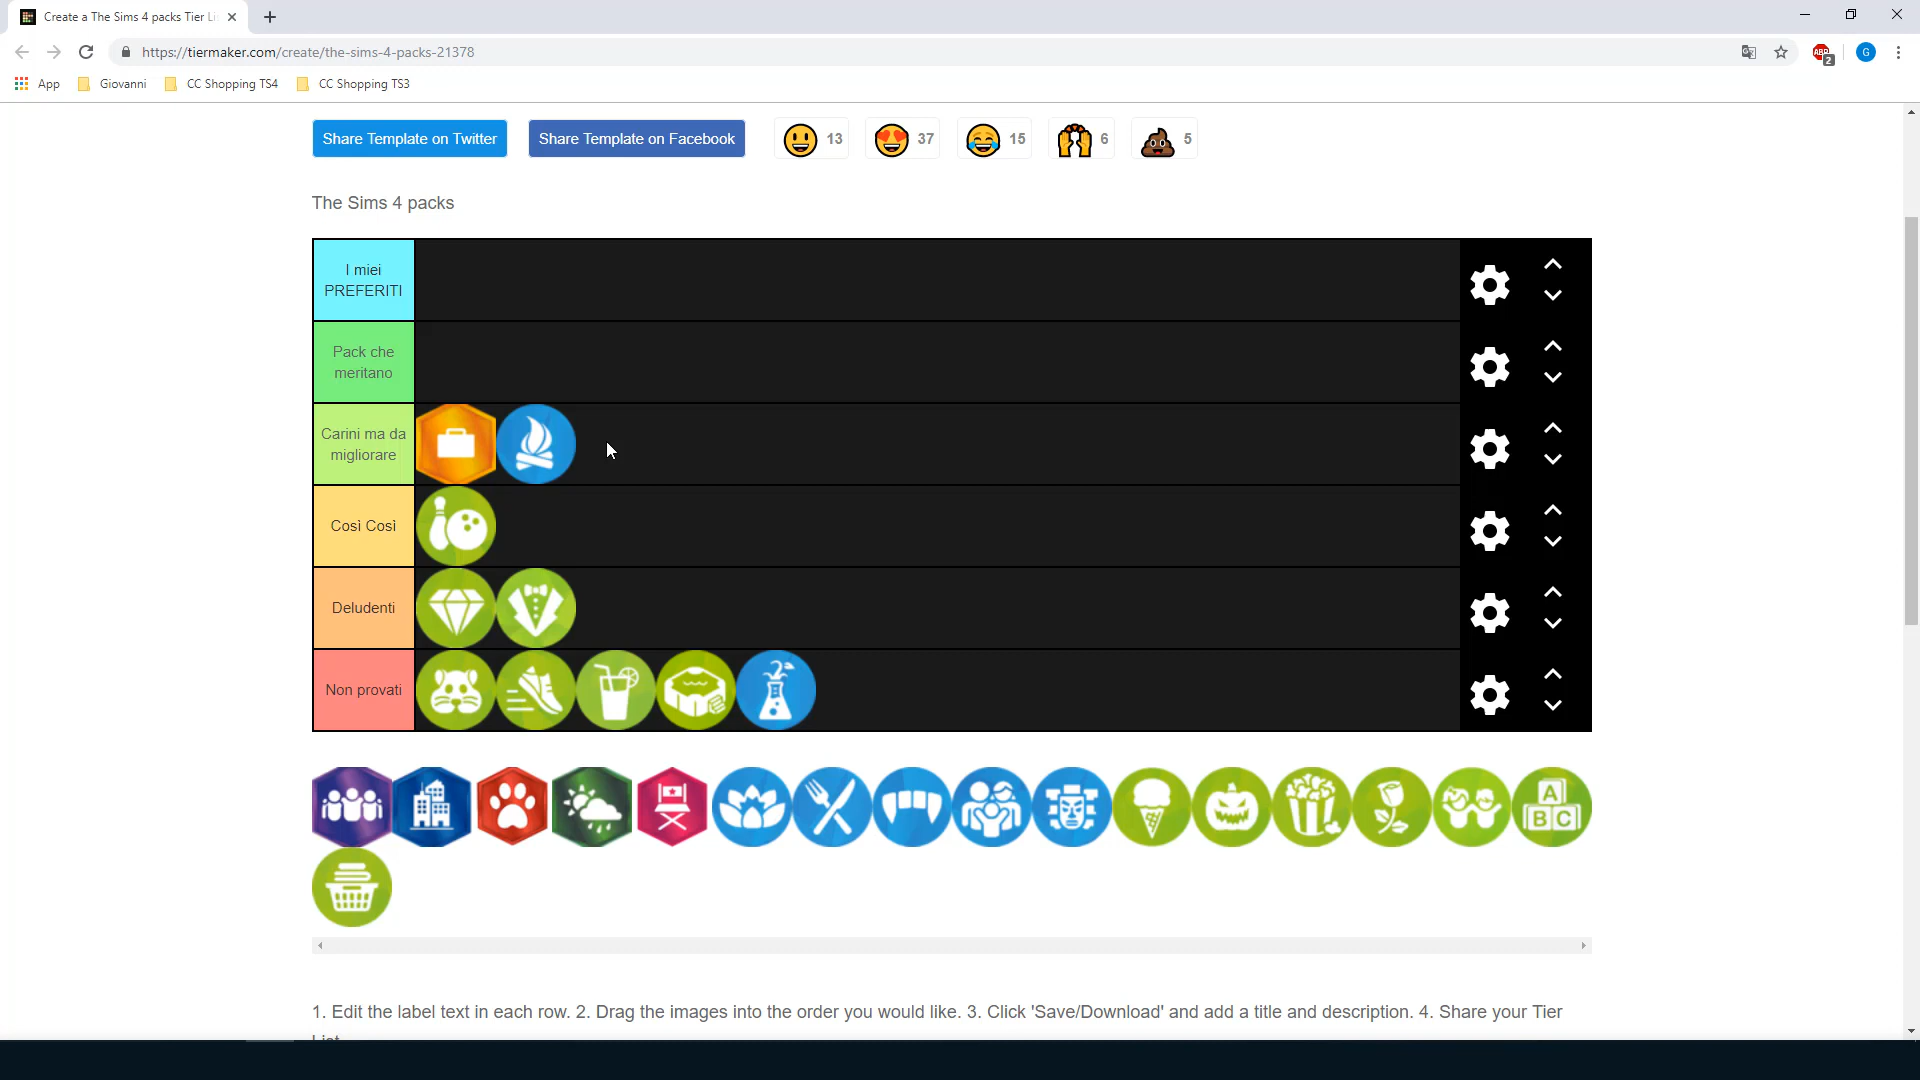 Create a The Sims 4 packs Tier Li
https://tiermaker.com/create/the-sims-4-packs-21378
ABP
2
G
App
Giovanni
CC Shopping TS4
CC Shopping TS3
Share Template on Twitter
Share Template on Facebook
13
37
15
6
5
The Sims 4 packs
I miei
PREFERITI
Pack che
meritano
Carini ma da
migliorare
Così Così
Deludenti
Non provati
A
B C
1. Edit the label text in each row. 2. Drag the images into the order you would like. 3. Click 'Save/Download' and add a title and description. 4. Share your Tier
List